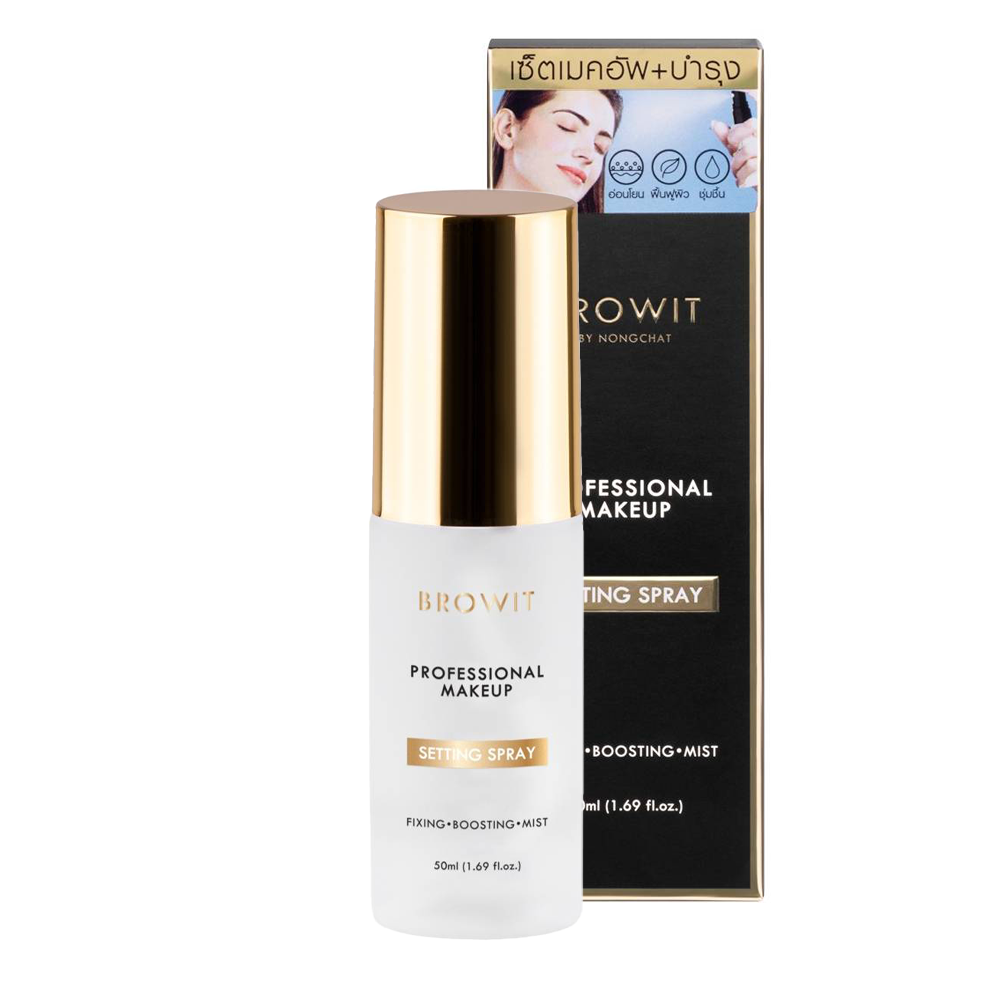 เซ็ตเมคอัพ+บำรุง
อ่อนโยน ฟื้นฟูผิว ชุ่มชื้น
ROWIT
BY NONGCHAT
OFESSIONAL
MAKEUP
TING SPRAY
•BOOSTING•MIST
0ml (1.69 fl.oz.)
BROWIT
PROFESSIONAL
MAKEUP
SETTING SPRAY
FIXING•BOOSTING•MIST
50ml (1.69 fl.oz.)